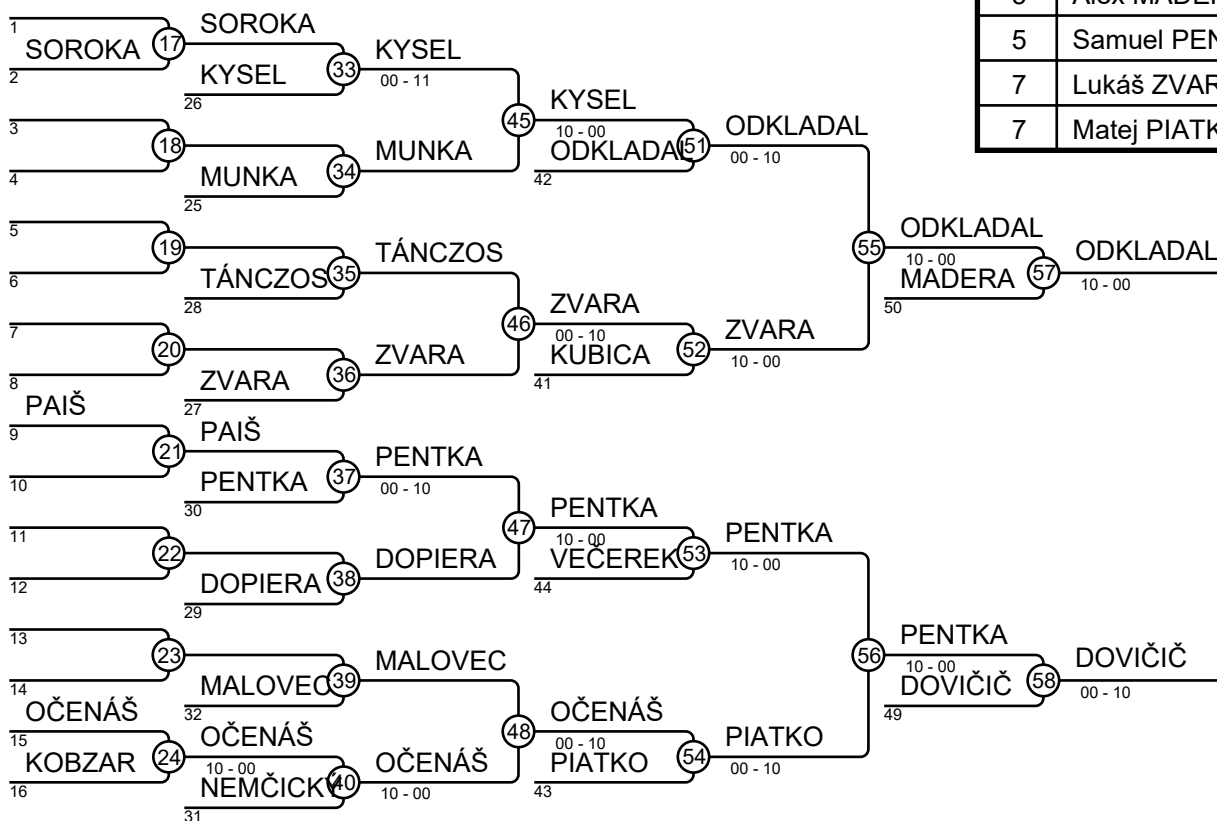 5
5 Samuel
7 Lukáš
7 Matej
1
SOROKA 17 SOROKA
2
KYSEL 33 KYSEL
26
00 - 11
3
18
4
MUNKA 34 MUNKA
25
45 KYSEL
10 - 00
ODKLADAL 51 ODKLADAL
42
00 - 10
5
19
6
TÁNCZOS 35 TÁNCZOS
28
7
20
8
ZVARA 36 ZVARA
27
46 ZVARA
00 - 10
KUBICA 52 ZVARA
41
10 - 00
55 ODKLADAL
10 - 00
MADERA 57 ODKLADAL
50
10 - 00
PAIŠ
9
21 PAIŠ
10
PENTKA 37 PENTKA
30
00 - 10
11
22
12
DOPIERA 38 DOPIERA
29
47 PENTKA
10 - 00
VEČEREK 53 PENTKA
44
10 - 00
13
23
14
MALOVEC 39 MALOVEC
32
OČENÁŠ
15
KOBZAR 24 OČENÁŠ
16
10 - 00
NEMČICKÝ 40 OČENÁŠ
31
10 - 00
48 OČENÁŠ
00 - 10
PIATKO 54 PIATKO
43
00 - 10
56 PENTKA
10 - 00
DOVIČIČ 58 DOVIČIČ
49
00 - 10